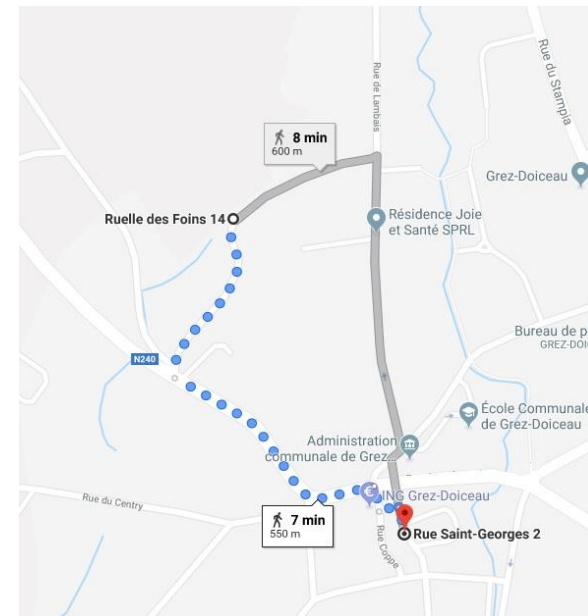 Rue du Stampia
Rue de Lambais
8 min
600 m
Grez-Doiceau
Ruelle des Foins 14
Résidence Joie
et Santé SPRL
N240
Bureau de p
GREZ-DOI
École Communale
de Grez-Doiceau
Administration
communale de Grez...
ING Grez-Doiceau
Rue du Centry
7 min
550 m
Rue Saint-Georges 2
Rue Coppe